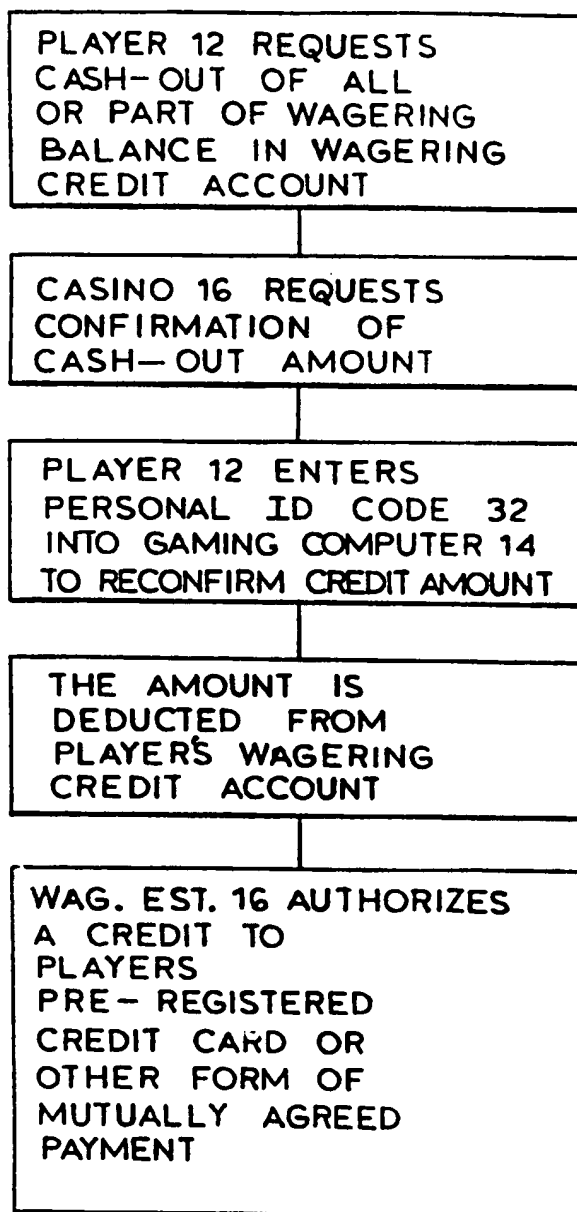 PLAYER 12 REQUESTS
CASH-OUT OF ALL
OR PART OF WAGERING
BALANCE IN WAGERING
CREDIT ACCOUNT
CASINO 16 REQUESTS
CONFIRMATION OF
CASH-OUT AMOUNT
PLAYER 12 ENTERS
PERSONAL ID CODE 32
INTO GAMING COMPUTER 14
TO RECONFIRM CREDIT AMOUNT
THE AMOUNT IS
DEDUCTED FROM
PLAYER'S WAGERING
CREDIT ACCOUNT
WAG. EST. 16 AUTHORIZES
A CREDIT TO
PLAYERS
PRE-REGISTERED
CREDIT CARD OR
OTHER FORM OF
MUTUALLY AGREED
PAYMENT